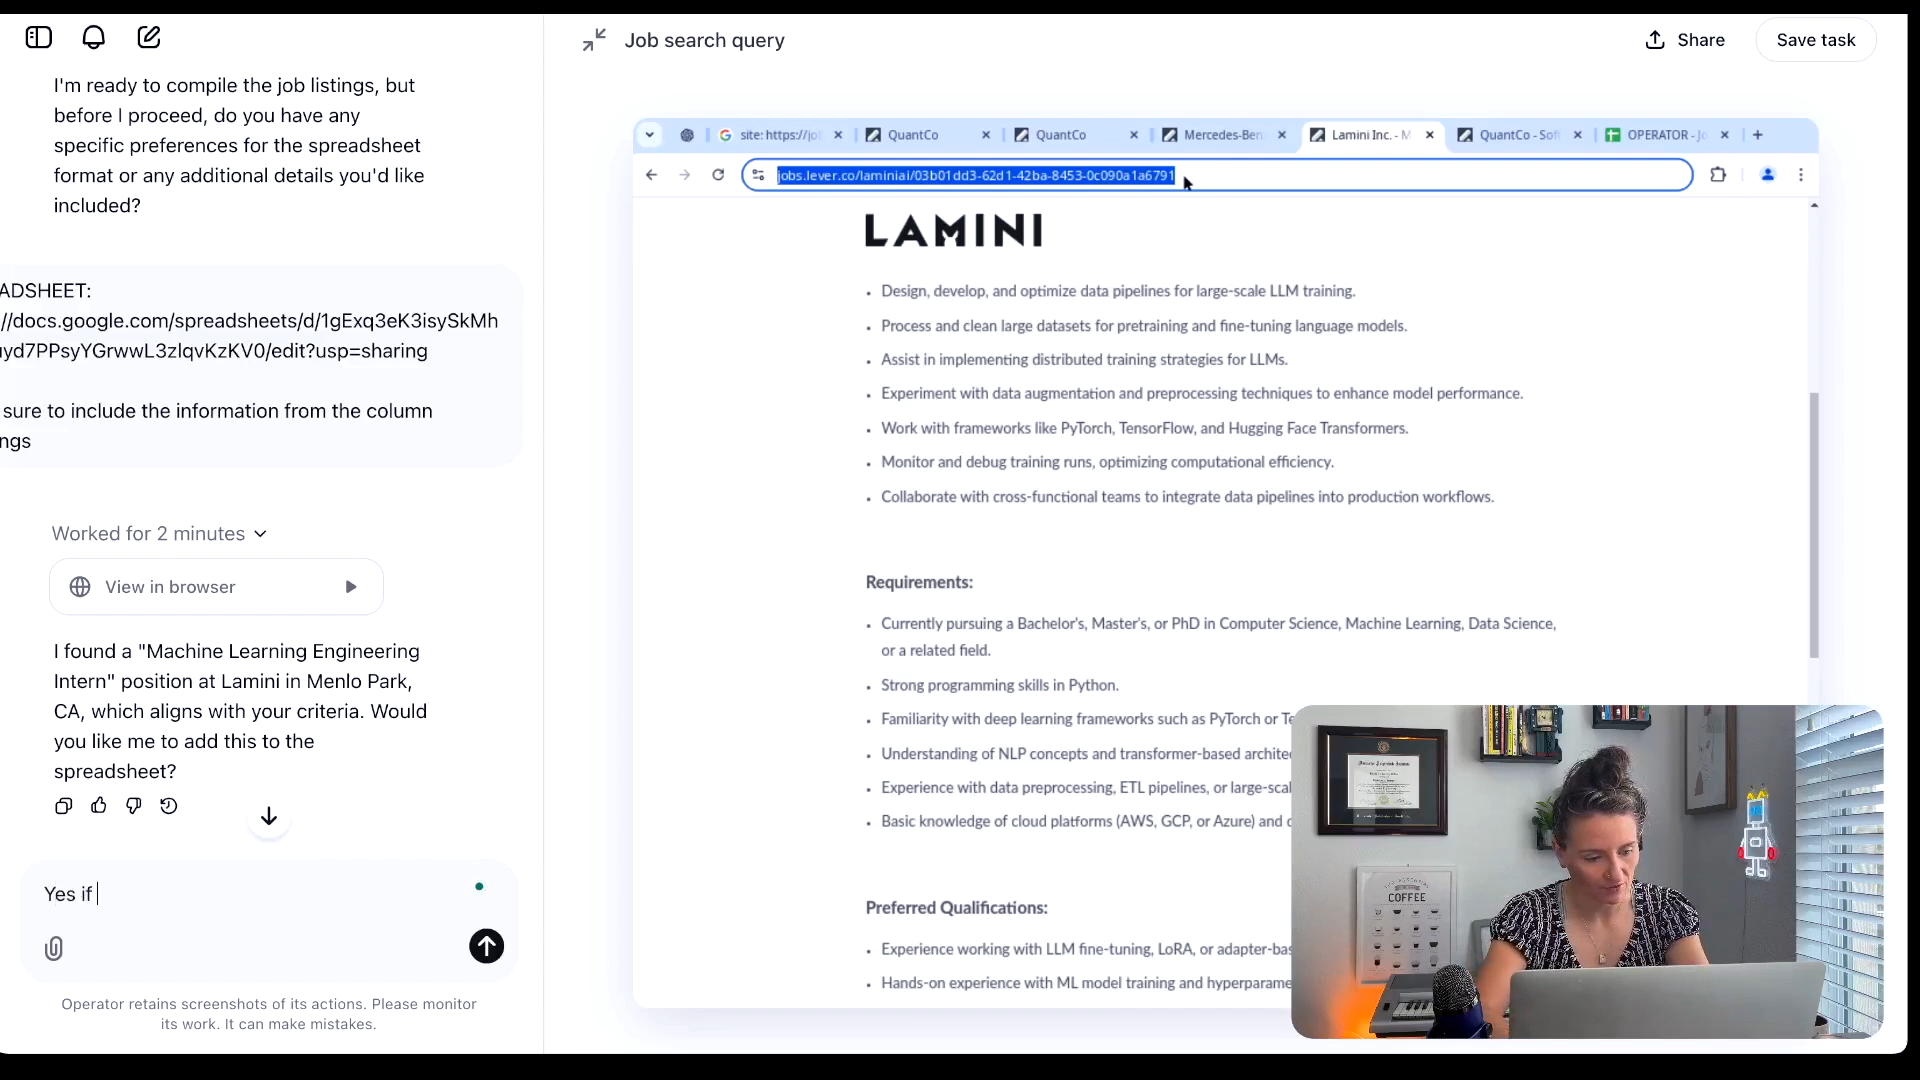 Job search query
Share
Save task
I'm ready to compile the job listings, but
before I proceed, do you have any
specific preferences for the spreadsheet
format or any additional details you'd like
included?
ADSHEET:
//docs.google.com/spreadsheets/d/1gExq3eK3isySkMh
yd7PPsyYGrwwL3zlqvKzKV0/edit?usp=sharing
sure to include the information from the column
ngs
Worked for 2 minutes
View in browser
I found a "Machine Learning Engineering
Intern" position at Lamini in Menlo Park,
CA, which aligns with your criteria. Would
you like me to add this to the
spreadsheet?
Yes if
Operator retains screenshots of its actions. Please monitor
its work. It can make mistakes.
site: https://jo
QuantCo
QuantCo
Mercedes-Ben
Lamini Inc. - M
QuantCo - Sof
OPERATOR - Jo
jobs.lever.co/laminiai/03b01dd3-62d1-42ba-8453-0c090a1a6791
LAMINI
• Design, develop, and optimize data pipelines for large-scale LLM training.
• Process and clean large datasets for pretraining and fine-tuning language models.
• Assist in implementing distributed training strategies for LLMs.
• Experiment with data augmentation and preprocessing techniques to enhance model performance.
• Work with frameworks like PyTorch, TensorFlow, and Hugging Face Transformers.
• Monitor and debug training runs, optimizing computational efficiency.
• Collaborate with cross-functional teams to integrate data pipelines into production workflows.
Requirements:
• Currently pursuing a Bachelor's, Master's, or PhD in Computer Science, Machine Learning, Data Science,
or a related field.
• Strong programming skills in Python.
• Familiarity with deep learning frameworks such as PyTorch or Te
• Understanding of NLP concepts and transformer-based archite
• Experience with data preprocessing, ETL pipelines, or large-scal
• Basic knowledge of cloud platforms (AWS, GCP, or Azure) and
Preferred Qualifications:
• Experience working with LLM fine-tuning, LoRA, or adapter-bas
• Hands-on experience with ML model training and hyperparame
COFFEE